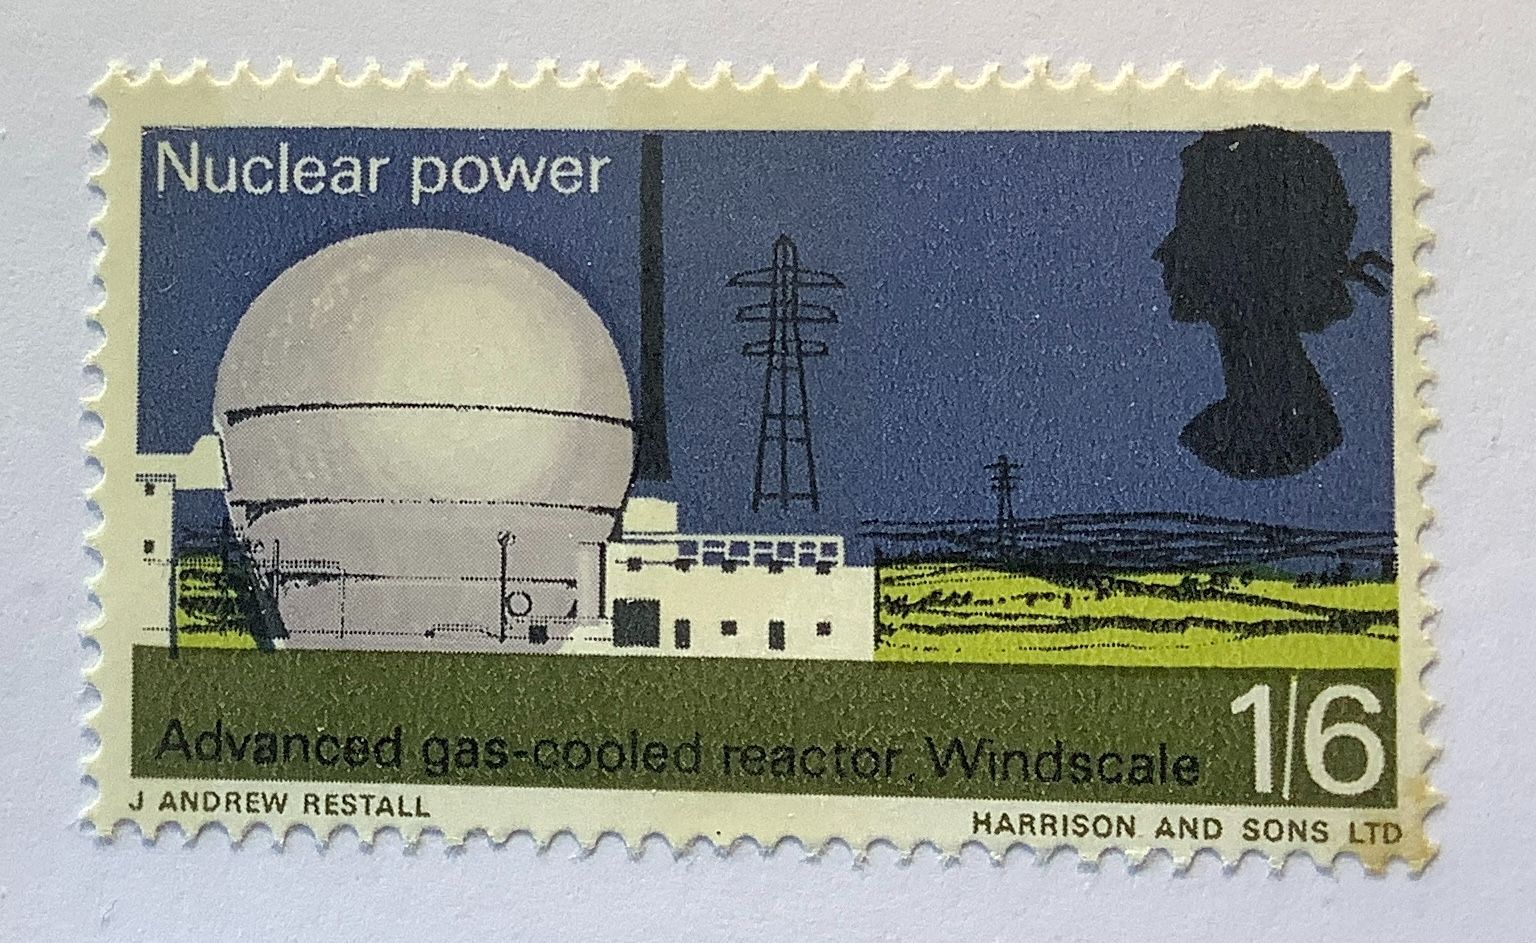 Nuclear power
Advanced gas-cooled reactor, Windscale
1/6
J ANDREW RESTALL
HARRISON AND SONS LTD